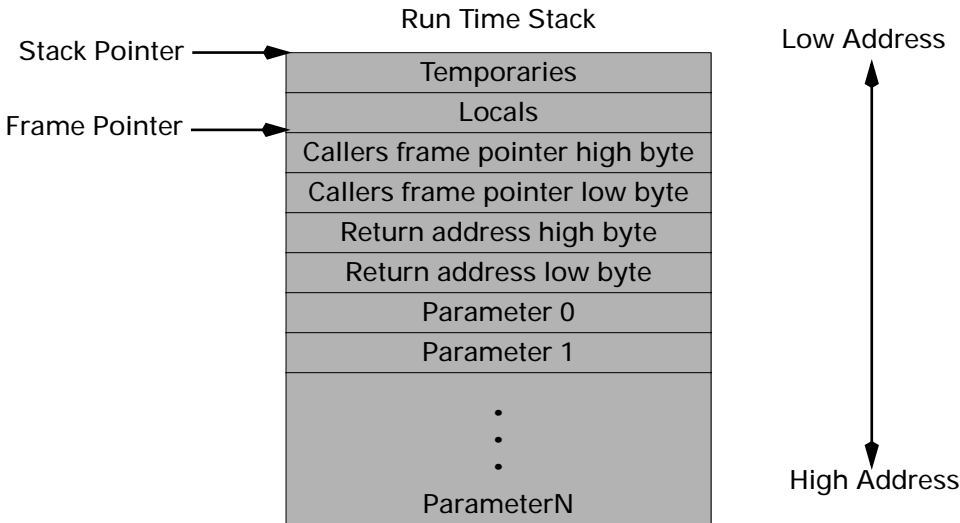 Run Time Stack
Stack Pointer
Low Address
Temporaries
Locals
Frame Pointer
Callers frame pointer high byte
Callers frame pointer low byte
Return address high byte
Return address low byte
Parameter 0
Parameter 1
.
.
.
High Address
ParameterN